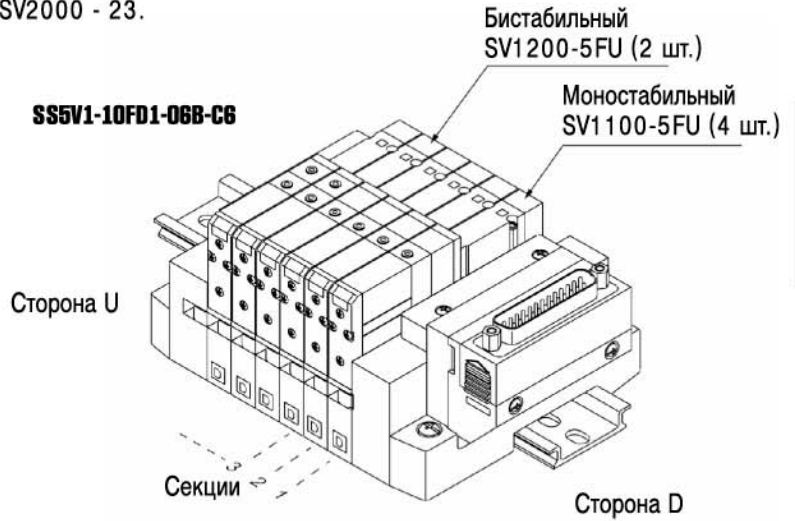 SV2000 - 23.
Бистабильный
SV1200-5FU (2 шт.)
SS5V1-10FD1-06B-C6
Моностабильный
SV1100-5FU (4 шт.)
Сторона U
D D D D D D
3
2
1
Секции
Сторона D